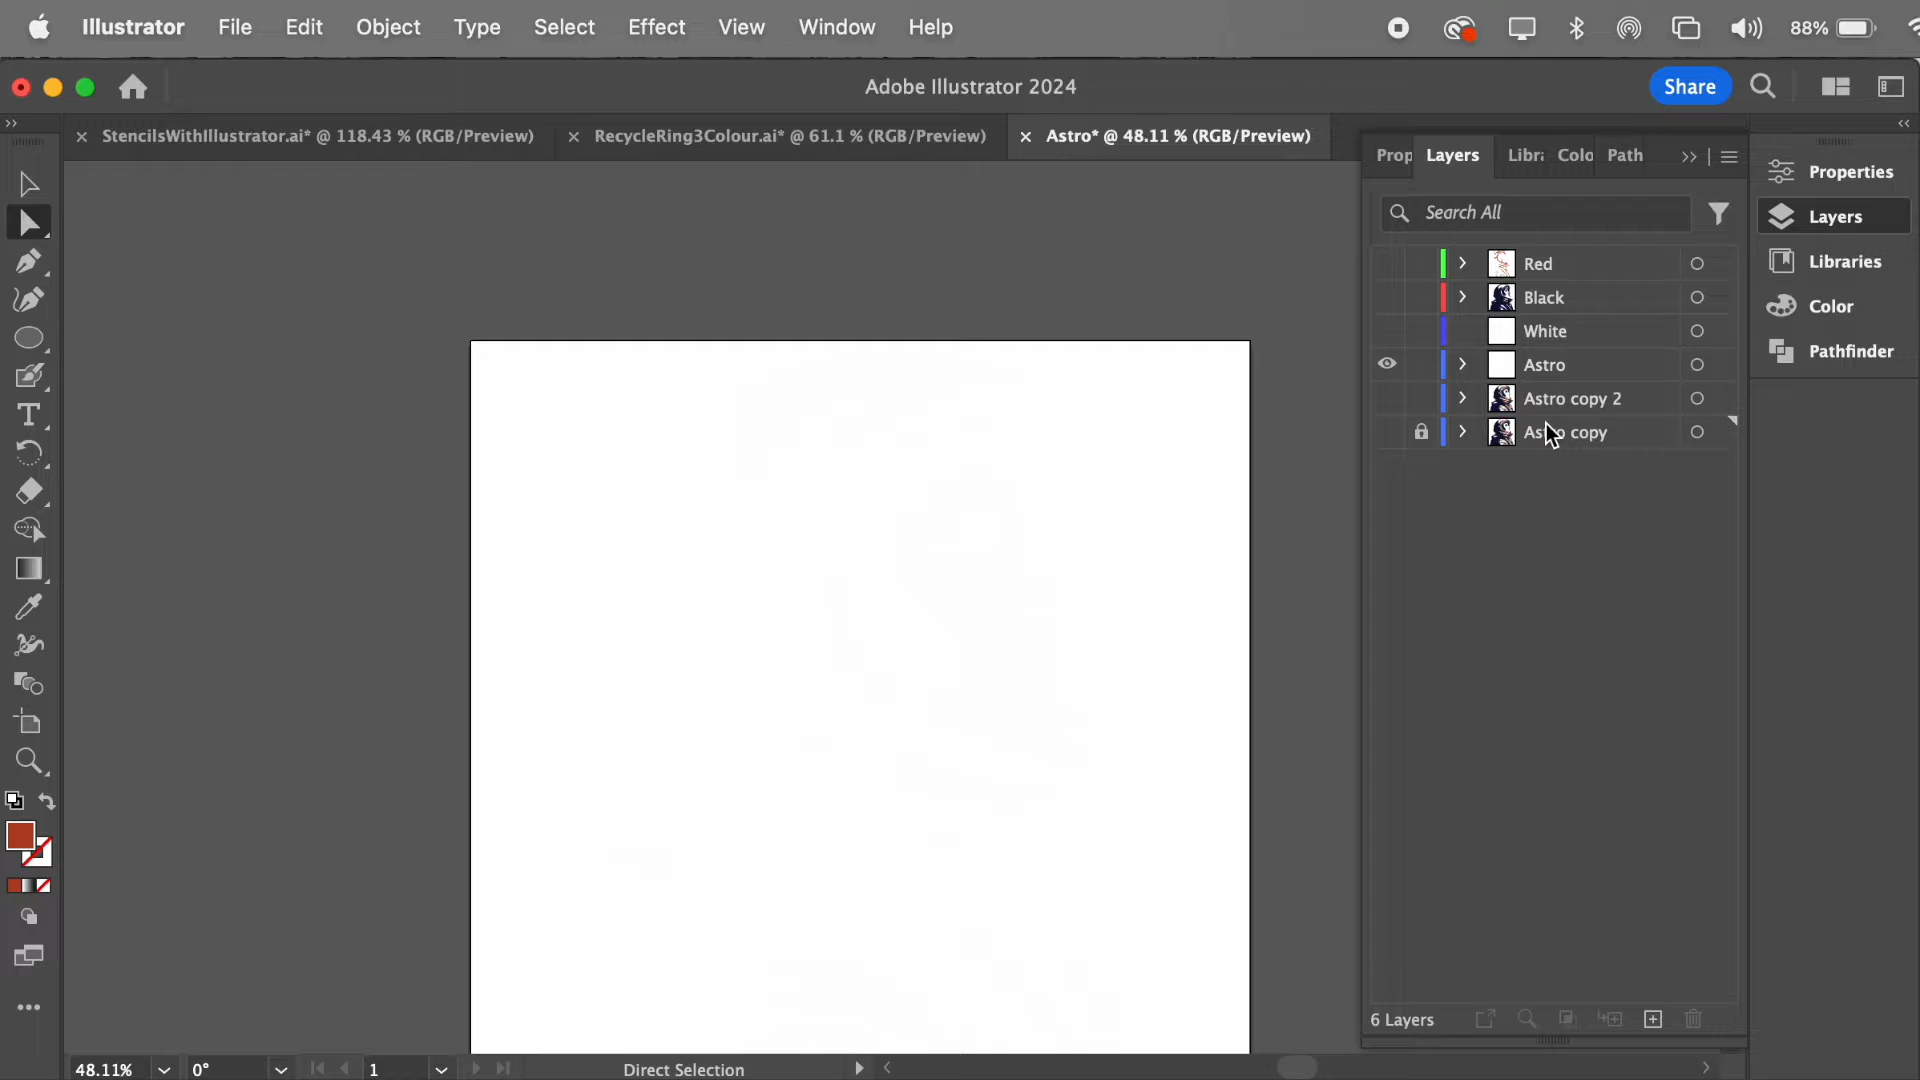 Illustrator File Edit Object Type Select Effect View Window Help 88%
Adobe Illustrator 2024 Share
StencilsWithIllustrator.ai* @ 118.43 % (RGB/Preview) RecycleRing3Colour.ai* @ 61.1 % (RGB/Preview) Astro* @ 48.11 % (RGB/Preview)
Prop Layers Libra Colo Path
Properties
Search All
Layers
Red
Libraries
Black
Color
White
Pathfinder
Astro
Astro copy 2
Astro copy
6 Layers
48.11% 0° 1 Direct Selection